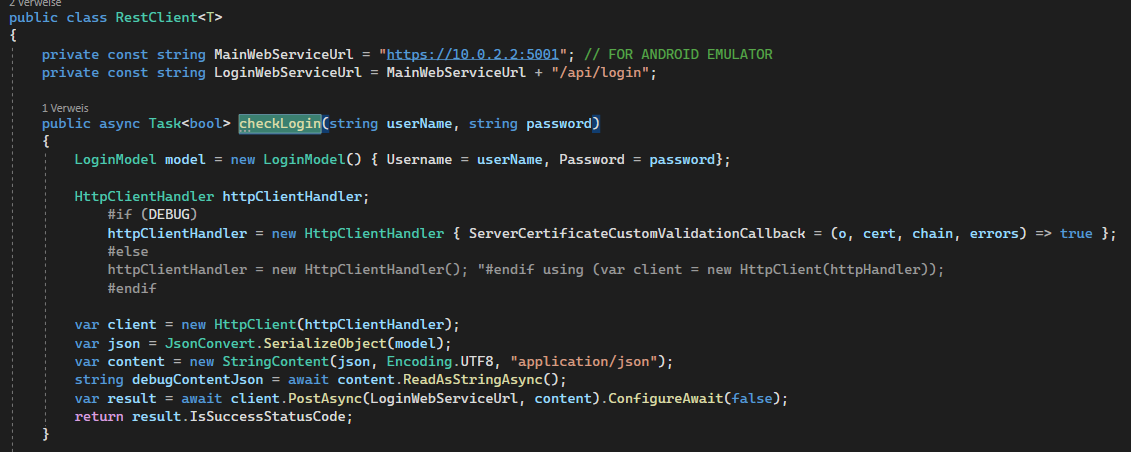 2 Verweise
public class RestClient<T>
{
private const string MainWebServiceUrl = "https://10.0.2.2:5001"; // FOR ANDROID EMULATOR
private const string LoginWebServiceUrl = MainWebServiceUrl + "/api/login";
1 Verweis
public async Task<bool> checkLogin(string userName, string password)
{
LoginModel model = new LoginModel() { Username = userName, Password = password};
HttpClientHandler httpClientHandler;
#if (DEBUG)
httpClientHandler = new HttpClientHandler { ServerCertificateCustomValidationCallback = (o, cert, chain, errors) => true };
#else
httpClientHandler = new HttpClientHandler(); "#endif using (var client = new HttpClient(httpHandler));
#endif
var client = new HttpClient(httpClientHandler);
var json = JsonConvert.SerializeObject(model);
var content = new StringContent(json, Encoding.UTF8, "application/json");
string debugContentJson = await content.ReadAsStringAsync();
var result = await client.PostAsync(LoginWebServiceUrl, content).ConfigureAwait(false);
return result.IsSuccessStatusCode;
}